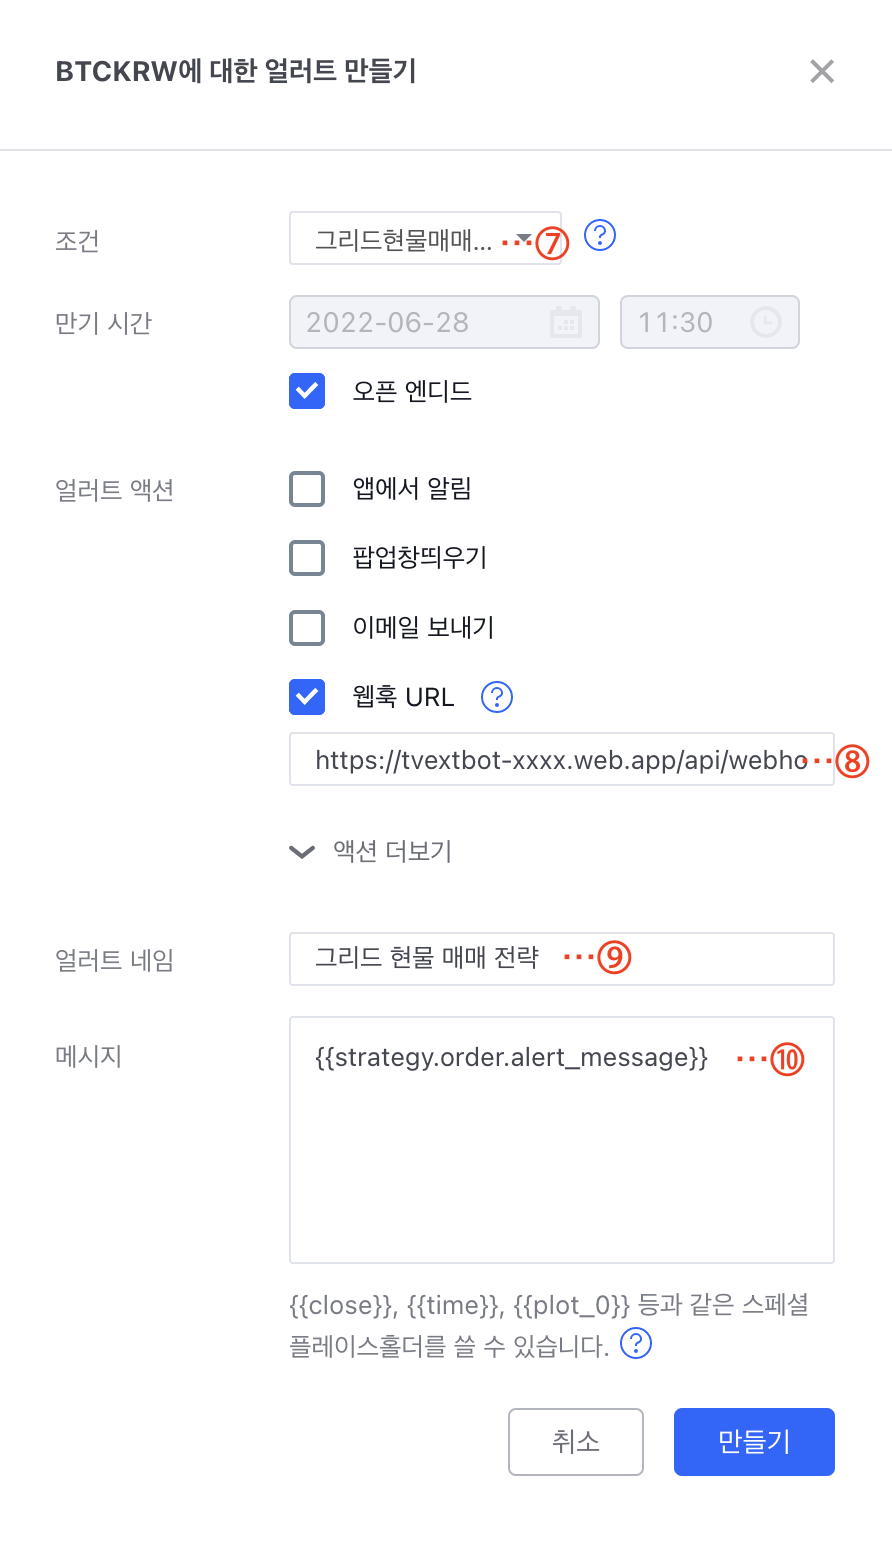 BTCKRW에 대한 얼러트 만들기
조건 그리드현물매매... ⋯⑦ ?
만기 시간 2022-06-28 11:30
오픈 엔디드
얼러트 액션 앱에서 알림
팝업창띄우기
이메일 보내기
웹훅 URL ?
https://tvextbot-xxxx.web.app/api/webho ⋯⑧
액션 더보기
얼러트 네임 그리드 현물 매매 전략 ⋯⑨
메시지 {{strategy.order.alert_message}} ⋯⑩
{{close}}, {{time}}, {{plot_0}} 등과 같은 스페셜
플레이스홀더를 쓸 수 있습니다. ?
취소 만들기